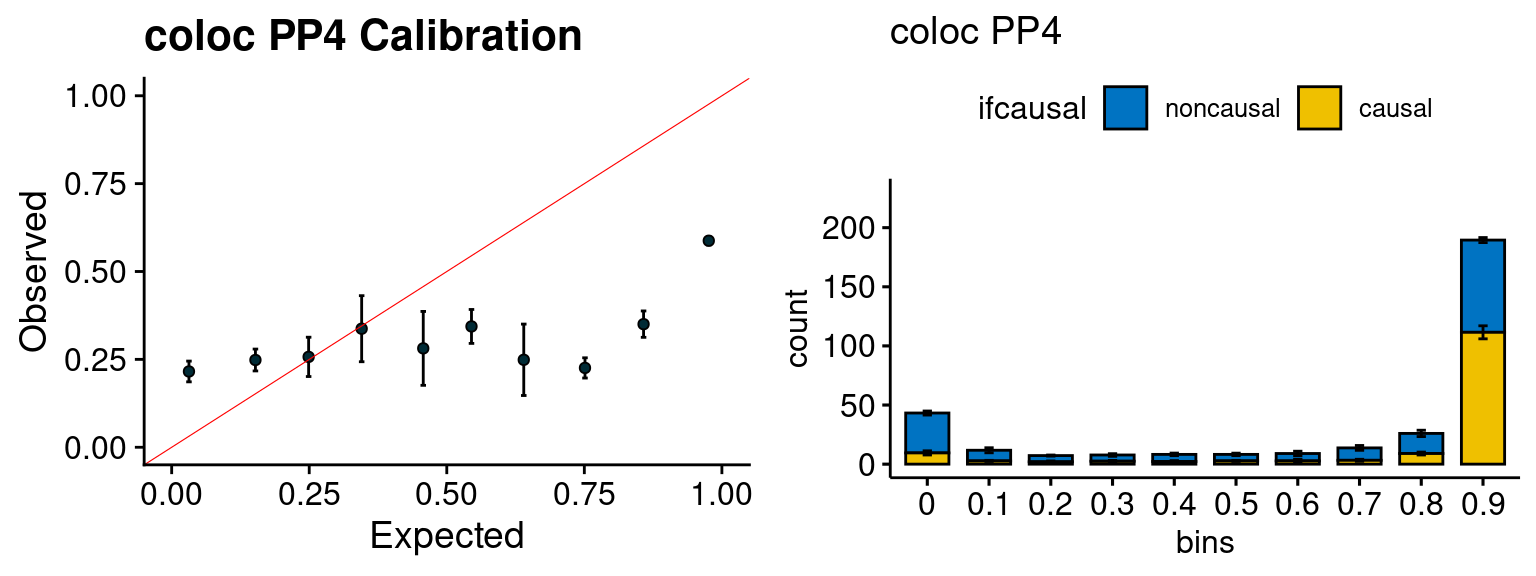 coloc PP4 Calibration
Observed
1.00
0.75
0.50
0.25
0.00
0.00 0.25 0.50 0.75 1.00
Expected
coloc PP4
ifcausal noncausal causal
count
200
150
100
50
0
0 0.1 0.2 0.3 0.4 0.5 0.6 0.7 0.8 0.9
bins